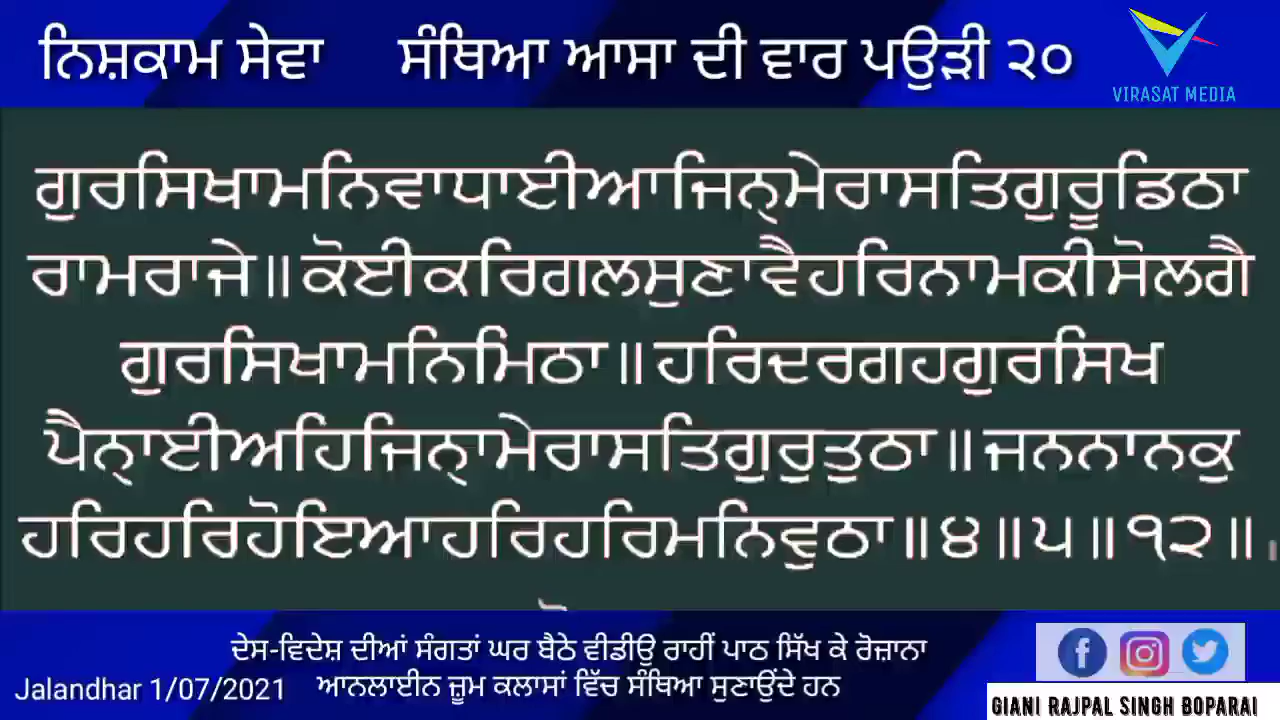 ਨਿਸ਼ਕਾਮ ਸੇਵਾ ਸੰਥਿਆ ਆਸਾ ਦੀ ਵਾਰ ਪਉੜੀ ੨੦
VIRASAT MEDIA
ਗੁਰਸਿਖਾਮਨਿਵਾਧਾਈਆਜਿਨੑਮੇਰਾਸਤਿਗੁਰੂਡਿਠਾ
ਰਾਮਰਾਜੇ॥ਕੋਈਕਰਿਗਲਸੁਣਾਵੈਹਰਿਨਾਮਕੀਸੋਲਗੈ
ਗੁਰਸਿਖਾਮਨਿਮਿਠਾ॥ਹਰਿਦਰਗਹਗੁਰਸਿਖ
ਪੈਨੑਾਈਅਹਿਜਿਨੑਾਮੇਰਾਸਤਿਗੁਰੁਤੁਠਾ॥ਜਨਨਾਨਕੁ
ਹਰਿਹਰਿਹੋਇਆਹਰਿਹਰਿਮਨਿਵੁਠਾ॥੪॥੫॥੧੨॥
ਦੇਸ-ਵਿਦੇਸ਼ ਦੀਆਂ ਸੰਗਤਾਂ ਘਰ ਬੈਠੇ ਵੀਡੀਉ ਰਾਹੀਂ ਪਾਠ ਸਿੱਖ ਕੇ ਰੋਜ਼ਾਨਾ
Jalandhar 1/07/2021 ਆਨਲਾਈਨ ਜ਼ੂਮ ਕਲਾਸਾਂ ਵਿੱਚ ਸੰਥਿਆ ਸੁਣਾਉਂਦੇ ਹਨ
GIANI RAJPAL SINGH BOPARAI